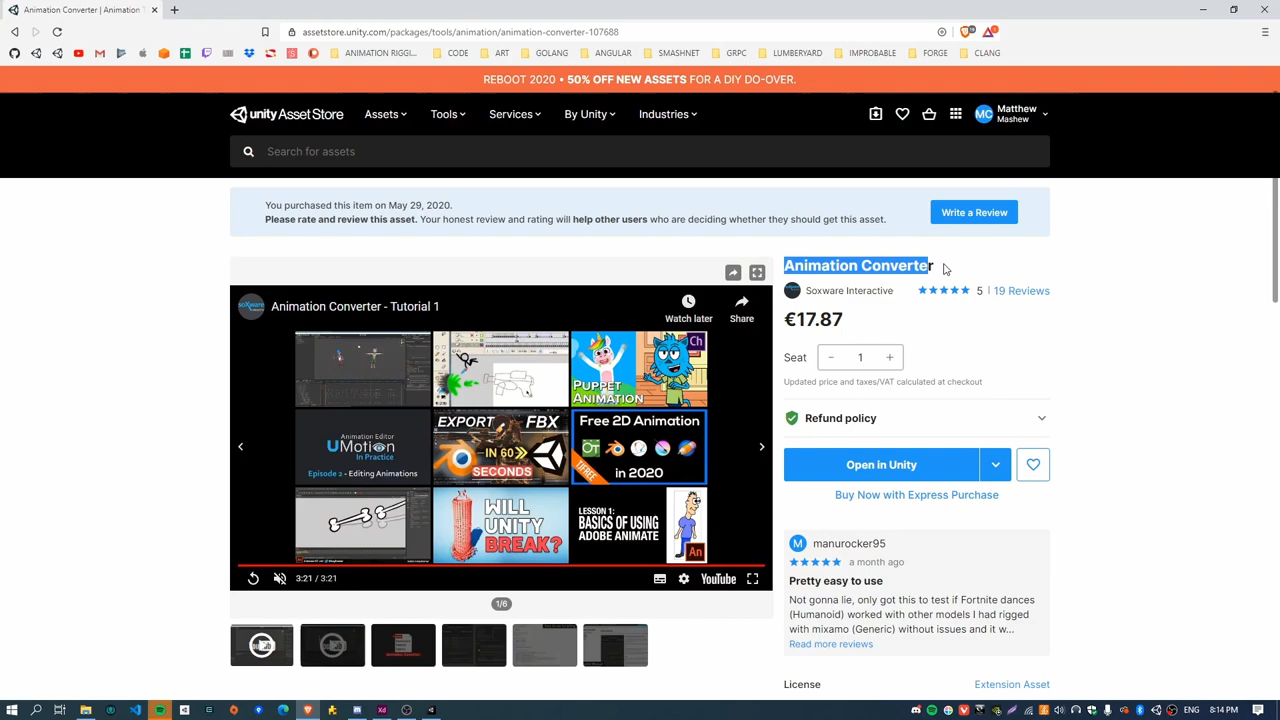 Animation Converter | Animation T
assetstore.unity.com/packages/tools/animation/animation-converter-107688
ANIMATION RIGGI... CODE ART GOLANG ANGULAR SMASHNET GRPC LUMBERYARD IMPROBABLE FORGE CLANG
REBOOT 2020 • 50% OFF NEW ASSETS FOR A DIY DO-OVER.
unity Asset Store Assets Tools Services By Unity Industries MC Matthew Mashew
Search for assets
You purchased this item on May 29, 2020.
Please rate and review this asset. Your honest review and rating will help other users who are deciding whether they should get this asset.
Write a Review
soxware
Animation Converter - Tutorial 1
Watch later Share
Ch
PUPPET
ANIMATION
Animation Editor
UMotion
In Practice
Episode 2 - Editing Animations
EXPORT FBX
IN 60
SECONDS
Free 2D Animation
OT
FREE
in 2020
WILL
UNITY
BREAK?
LESSON 1:
BASICS OF USING
ADOBE ANIMATE
An
3:21 / 3:21
YouTube
1/6
Animation Converter
Soxware Interactive 5 | 19 Reviews
€17.87
Seat - 1 +
Updated price and taxes/VAT calculated at checkout
Refund policy
Open in Unity
Buy Now with Express Purchase
M manurocker95
a month ago
Pretty easy to use
Not gonna lie, only got this to test if Fortnite dances
(Humanoid) worked with other models I had rigged
with mixamo (Generic) without issues and it w...
Read more reviews
License Extension Asset
ENG 8:14 PM